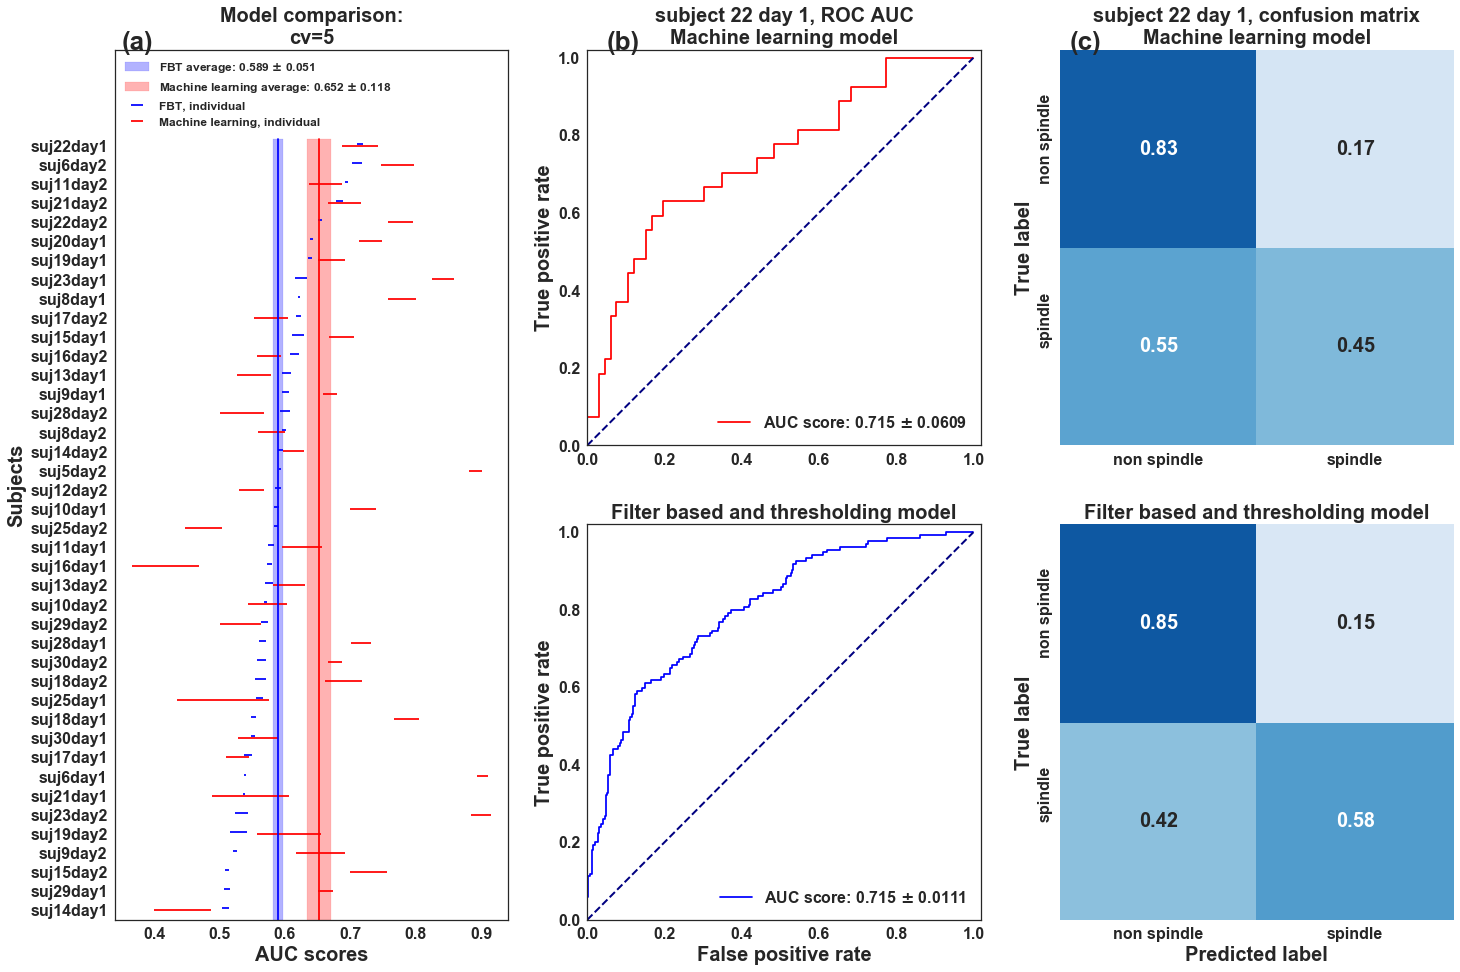 Model comparison:
cv=5
(a)
FBT average: 0.589 ± 0.051
Machine learning average: 0.652 ± 0.118
FBT, individual
Machine learning, individual
Subjects
suj22day1
suj6day2
suj11day2
suj21day2
suj22day2
suj20day1
suj19day1
suj23day1
suj8day1
suj17day2
suj15day1
suj16day2
suj13day1
suj9day1
suj28day2
suj8day2
suj14day2
suj5day2
suj12day2
suj10day1
suj25day2
suj11day1
suj16day1
suj13day2
suj10day2
suj29day2
suj28day1
suj30day2
suj18day2
suj25day1
suj18day1
suj30day1
suj17day1
suj6day1
suj21day1
suj23day2
suj19day2
suj9day2
suj15day2
suj29day1
suj14day1
0.4 0.5 0.6 0.7 0.8 0.9
AUC scores
subject 22 day 1, ROC AUC
Machine learning model
(b)
True positive rate
1.0
0.8
0.6
0.4
0.2
0.0
AUC score: 0.715 ± 0.0609
0.0 0.2 0.4 0.6 0.8 1.0
Filter based and thresholding model
True positive rate
1.0
0.8
0.6
0.4
0.2
0.0
AUC score: 0.715 ± 0.0111
0.0 0.2 0.4 0.6 0.8 1.0
False positive rate
subject 22 day 1, confusion matrix
Machine learning model
(c)
True label
non spindle
0.83 0.17
spindle
0.55 0.45
non spindle spindle
Filter based and thresholding model
True label
non spindle
0.85 0.15
spindle
0.42 0.58
non spindle spindle
Predicted label